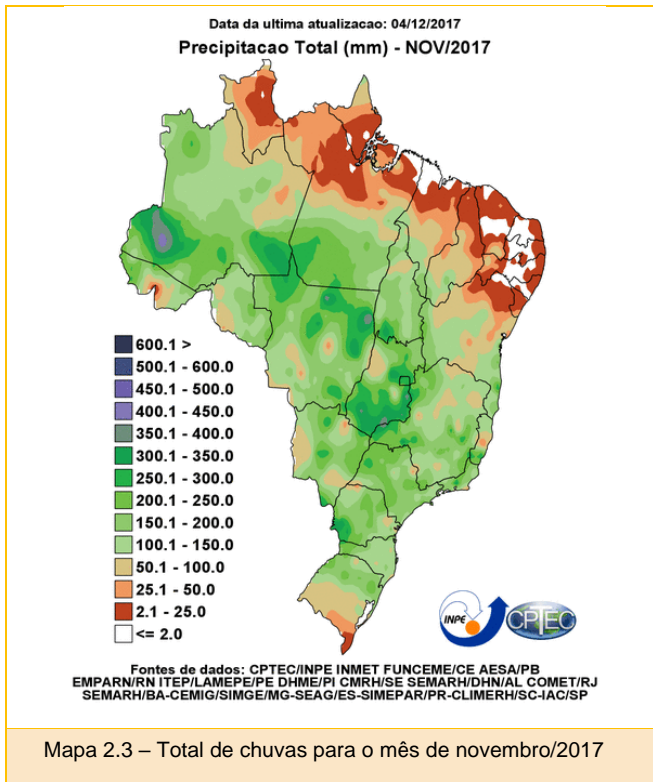 Data da ultima atualizacao: 04/12/2017
Precipitacao Total (mm) - NOV/2017
600.1 >
500.1 - 600.0
450.1 - 500.0
400.1 - 450.0
350.1 - 400.0
300.1 - 350.0
250.1 - 300.0
200.1 - 250.0
150.1 - 200.0
100.1 - 150.0
50.1 - 100.0
25.1 - 50.0
2.1 - 25.0
<= 2.0
INPE
CPTEC
Fontes de dados: CPTEC/INPE INMET FUNCEME/CE AESA/PB
EMPARN/RN ITEP/LAMEPE/PE DHME/PI CMRH/SE SEMARH/DHN/AL COMET/RJ
SEMARH/BA-CEMIG/SIMGE/MG-SEAG/ES-SIMEPAR/PR-CLIMERH/SC-IAC/SP
Mapa 2.3 – Total de chuvas para o mês de novembro/2017